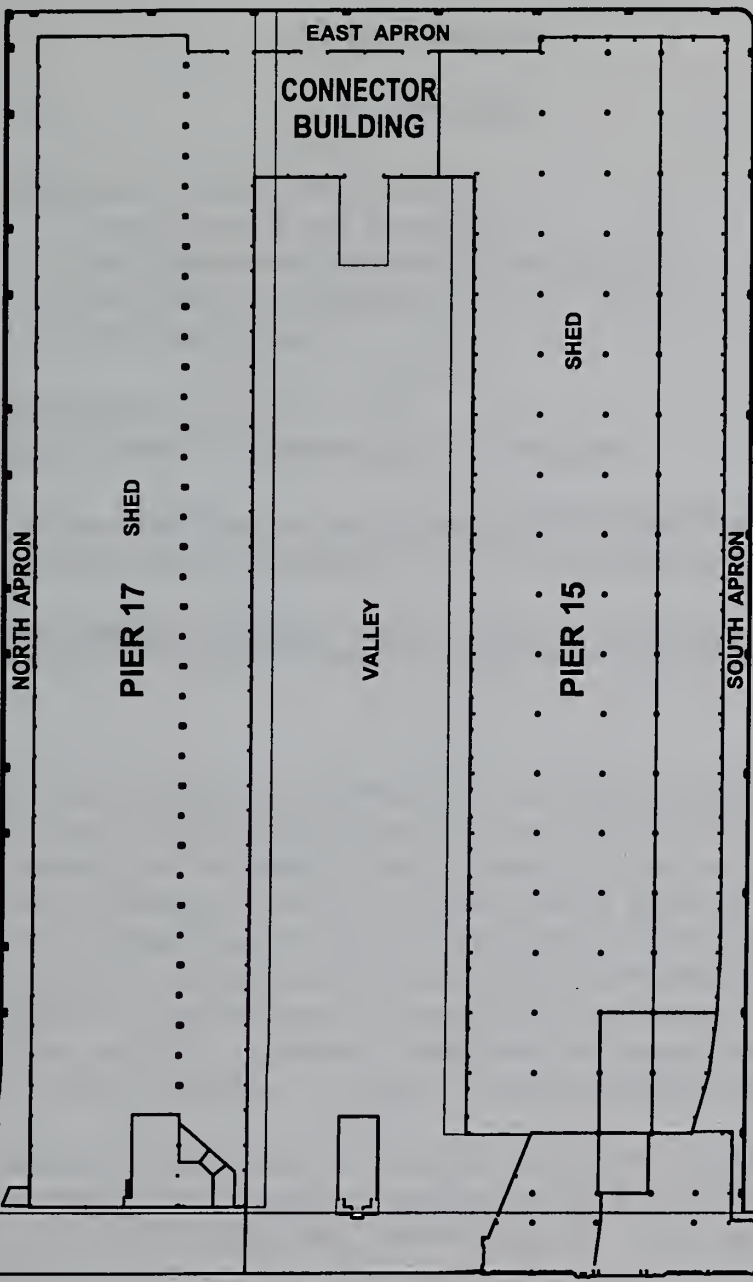 EAST APRON
CONNECTOR
BUILDING
SHED
SHED
NORTH APRON
PIER 17
VALLEY
PIER 15
SOUTH APRON